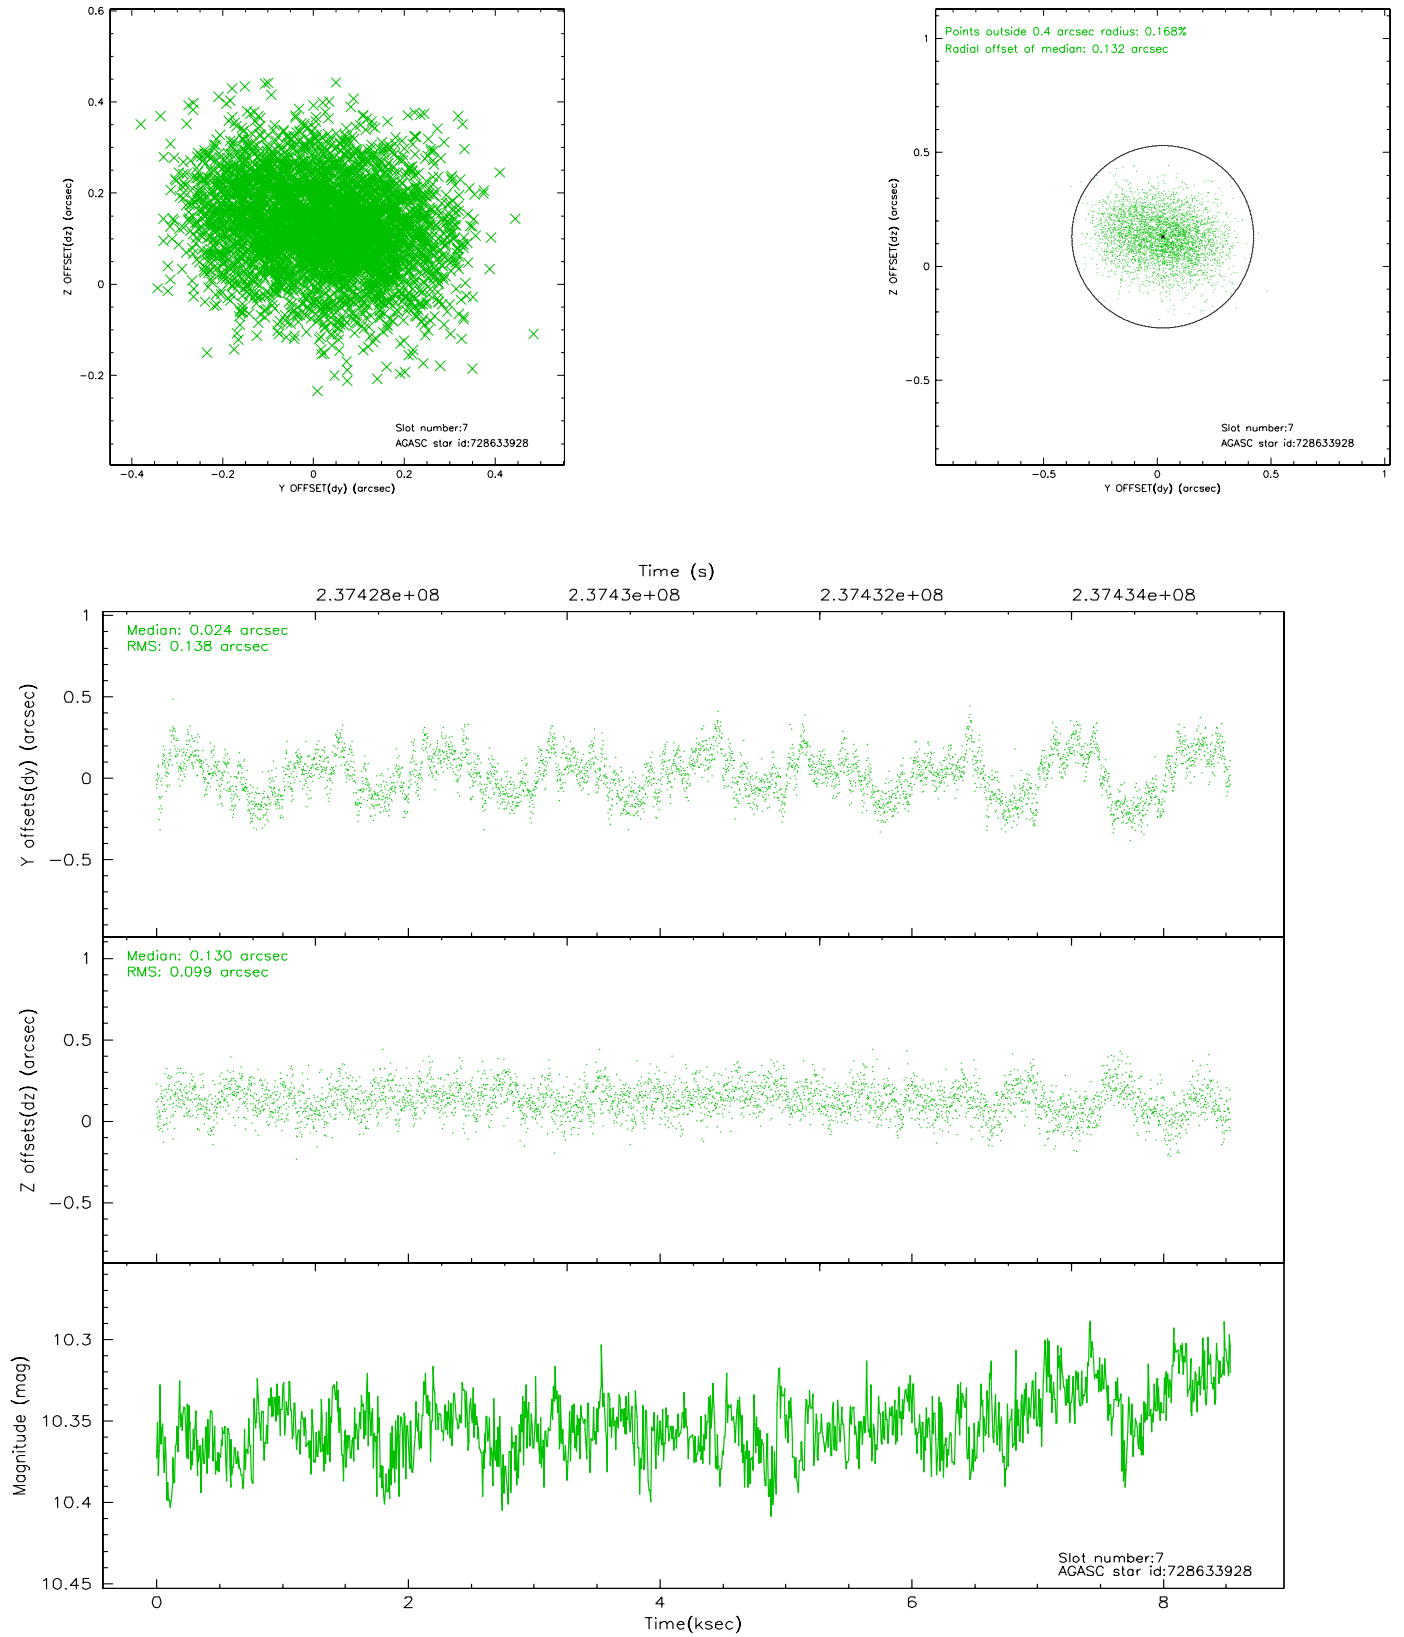 0.6
0.4
0.2
0
−0.2
Z OFFSET(dz) (arcsec)
−0.4
−0.2
0
0.2
0.4
Y OFFSET(dy) (arcsec)
Slot number:7
AGASC star id:728633928
Points outside 0.4 arcsec radius: 0.168%
Radial offset of median: 0.132 arcsec
1
0.5
0
−0.5
Z OFFSET(dz) (arcsec)
−0.5
0
0.5
1
Y OFFSET(dy) (arcsec)
Slot number:7
AGASC star id:728633928
Time (s)
2.37428e+08
2.3743e+08
2.37432e+08
2.37434e+08
Median: 0.024 arcsec
RMS: 0.138 arcsec
1
0.5
0
−0.5
Y offsets(dy) (arcsec)
Median: 0.130 arcsec
RMS: 0.099 arcsec
1
0.5
0
−0.5
Z offsets(dz) (arcsec)
10.3
10.35
10.4
10.45
Magnitude (mag)
Slot number:7
AGASC star id:728633928
0
2
4
6
8
Time(ksec)